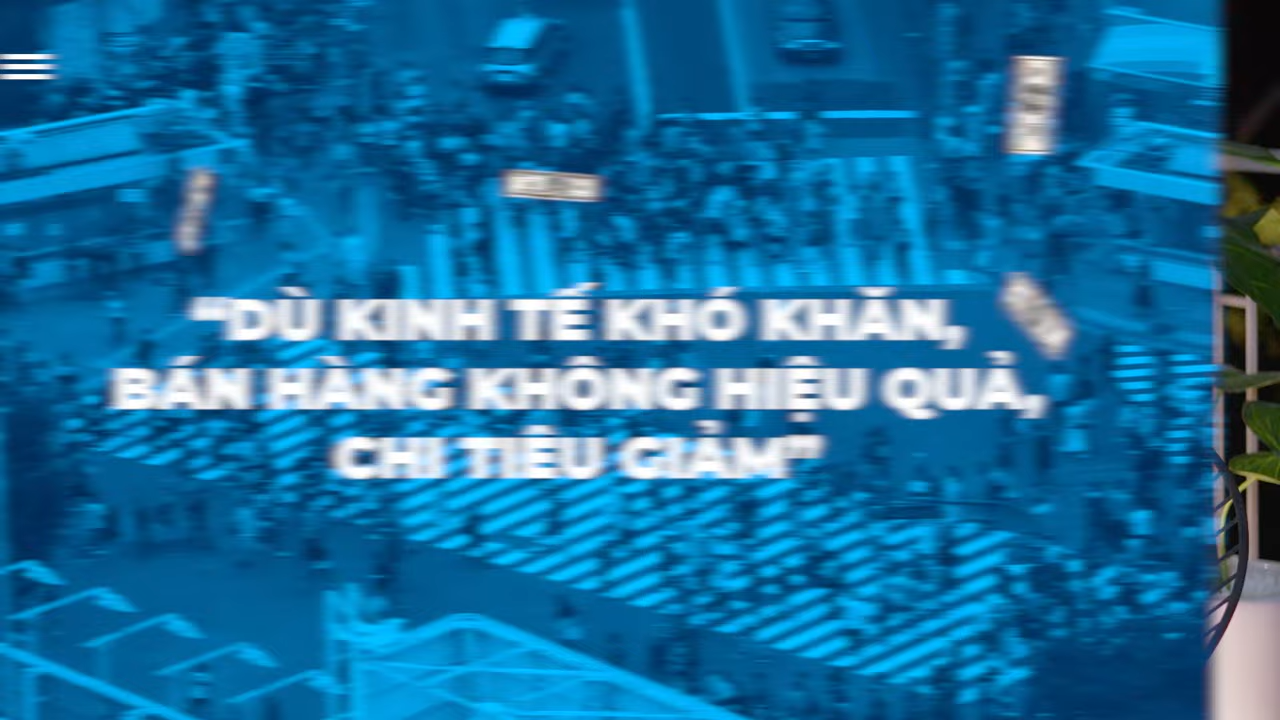 “DÙ KINH TẾ KHÓ KHĂN,
BÁN HÀNG KHÔNG HIỆU QUẢ,
CHI TIÊU GIẢM”